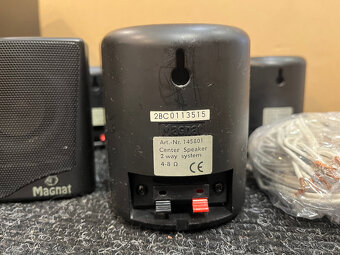 Magnat
2BC0113515
Magnat
Art.-Nr. 145801
Center Speaker
2 way system
4-8 Ω CE